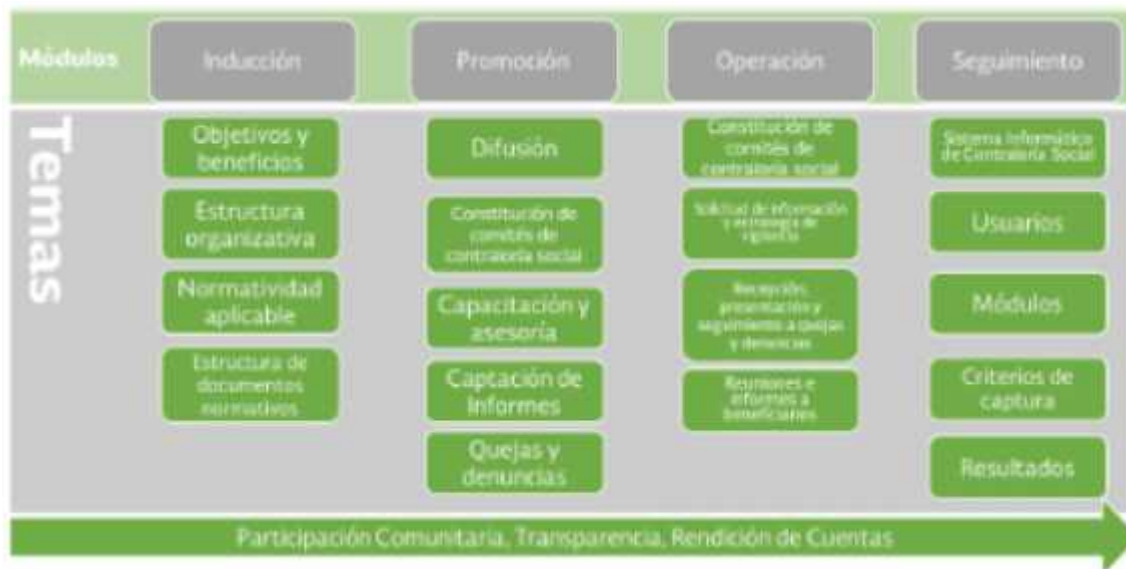 Módulos
Inducción
Promoción
Operación
Seguimiento
Temas
Objetivos y
beneficios
Estructura
organizativa
Normatividad
aplicable
Estructura de
documentos
normativos
Difusión
Constitución de
comités de
contraloría social
Capacitación y
asesoría
Captación de
Informes
Quejas y
denuncias
Constitución de
comités de
contraloría social
Solicitud de información
y estrategia de
vigilancia
Recepción,
presentación y
seguimiento a quejas
y denuncias
Reuniones e
informes a
beneficiarios
Sistema Informático
de Contraloría Social
Usuarios
Módulos
Criterios de
captura
Resultados
Participación Comunitaria, Transparencia, Rendición de Cuentas